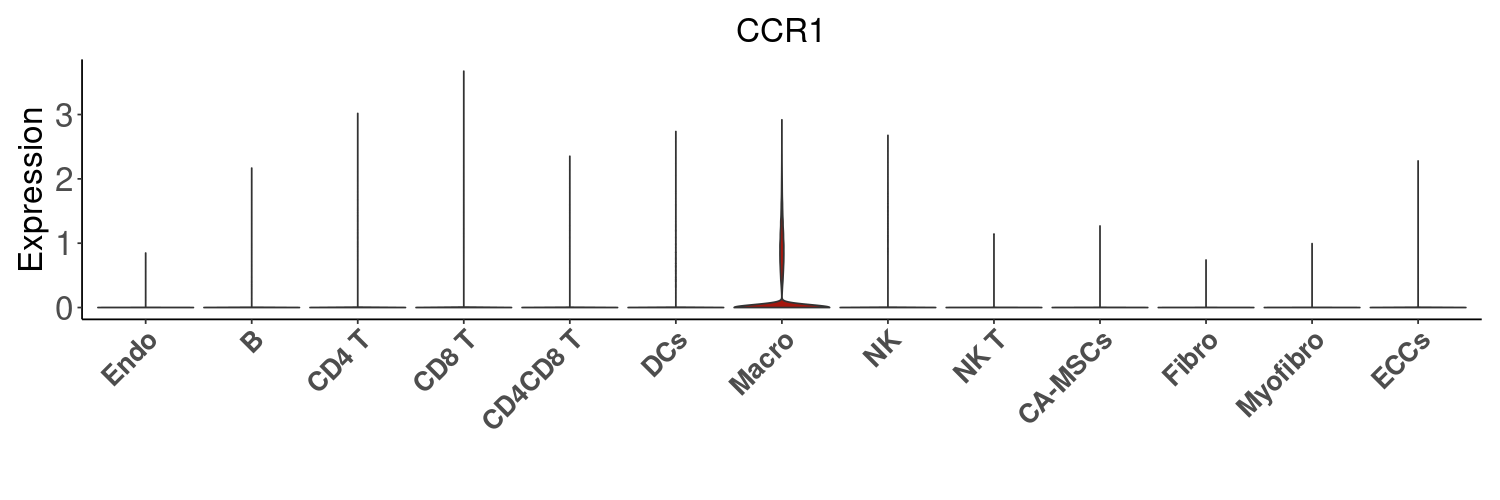 CCR1
Expression
3
2
1
0
Endo
B
CD4 T
CD8 T
CD4CD8 T
DCs
Macro
NK
NK T
CA-MSCs
Fibro
Myofibro
ECCs